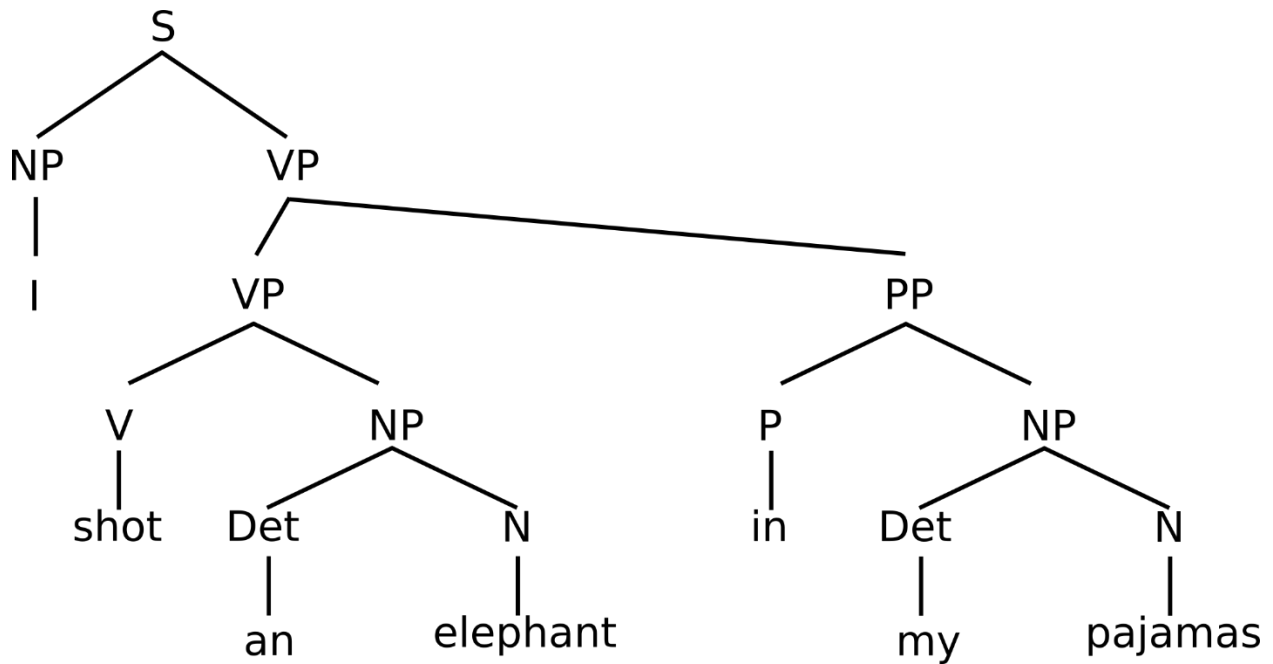 S
NP VP
I VP PP
V NP P NP
shot Det N in Det N
an elephant my pajamas